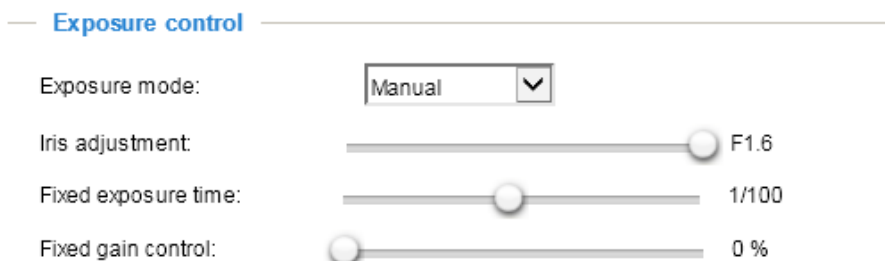 Exposure control
Exposure mode: Manual
Iris adjustment: F1.6
Fixed exposure time: 1/100
Fixed gain control: 0 %